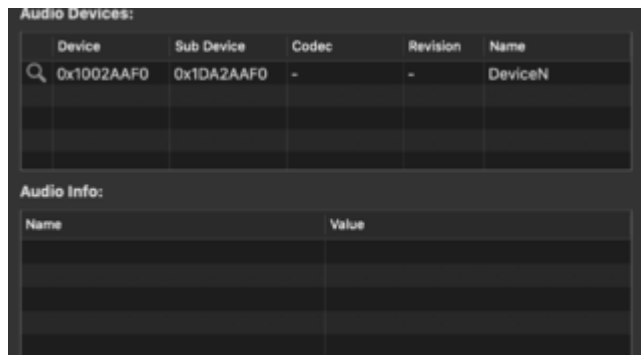 Audio Devices:
Device Sub Device Codec Revision Name
0x1002AAF0 0x1DA2AAF0 - - DeviceN
Audio Info:
Name Value